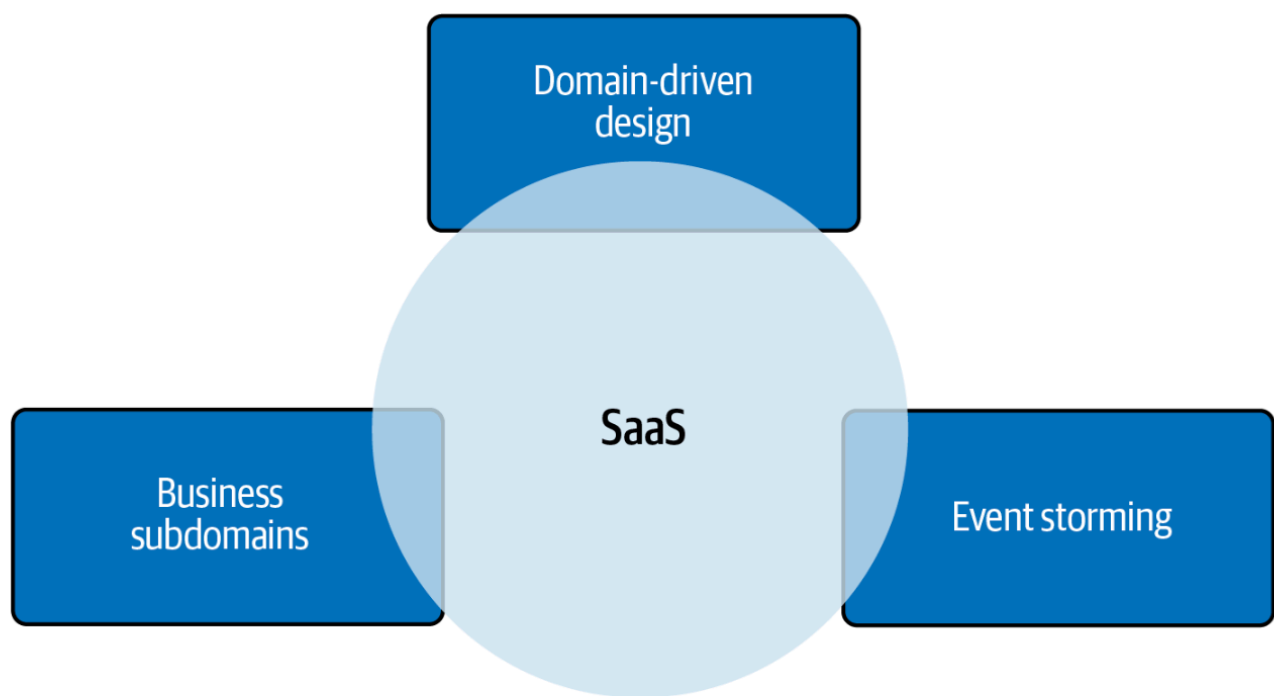 Domain-driven
design
SaaS
Business
subdomains
Event storming